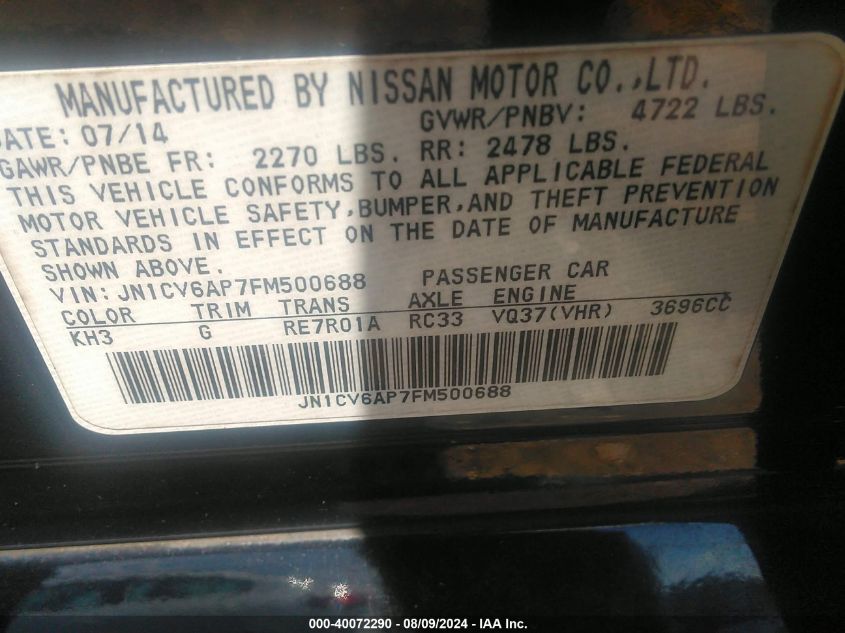 MANUFACTURED BY NISSAN MOTOR CO.,LTD.
DATE: 07/14 GVWR/PNBV: 4722 LBS.
GAWR/PNBE FR: 2270 LBS. RR: 2478 LBS.
THIS VEHICLE CONFORMS TO ALL APPLICABLE FEDERAL
MOTOR VEHICLE SAFETY,BUMPER,AND THEFT PREVENTION
STANDARDS IN EFFECT ON THE DATE OF MANUFACTURE
SHOWN ABOVE.
VIN: JN1CV6AP7FM500688 PASSENGER CAR
COLOR TRIM TRANS AXLE ENGINE
KH3 G RE7R01A RC33 VQ37(VHR) 3696CC
JN1CV6AP7FM500688
000-40072290 - 08/09/2024 - IAA Inc.